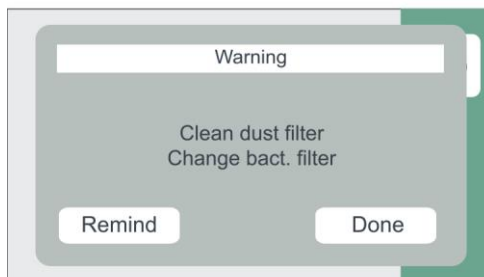 Warning
Clean dust filter
Change bact. filter
Remind
Done